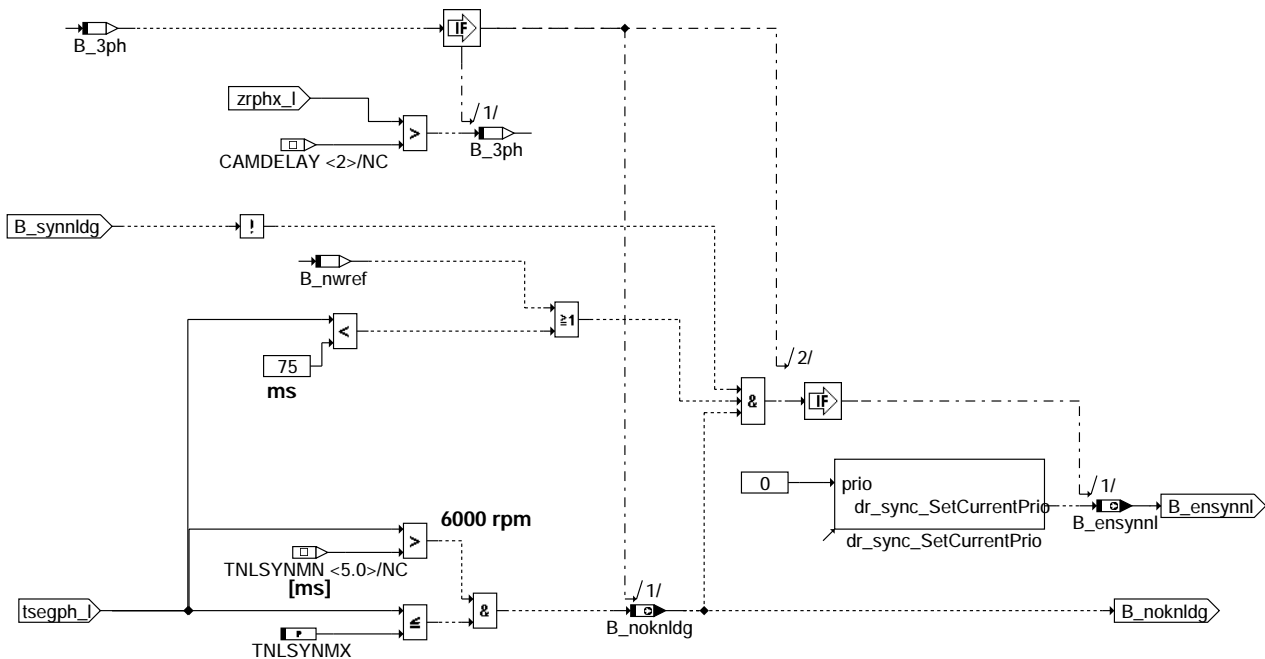 IF
B_3ph
zrphx_l
/1/
>
B_3ph
CAMDELAY <2>/NC
B_synnldg
!
B_nwref
≧1
<
75
ms
/2/
&
IF
0
prio
dr_sync_SetCurrentPrio
/1/
B_ensynnl
B_ensynnl
dr_sync_SetCurrentPrio
6000 rpm
>
TNLSYNMN <5.0>/NC
[ms]
tsegph_l
≦
&
/1/
B_noknldg
B_noknldg
P
TNLSYNMX